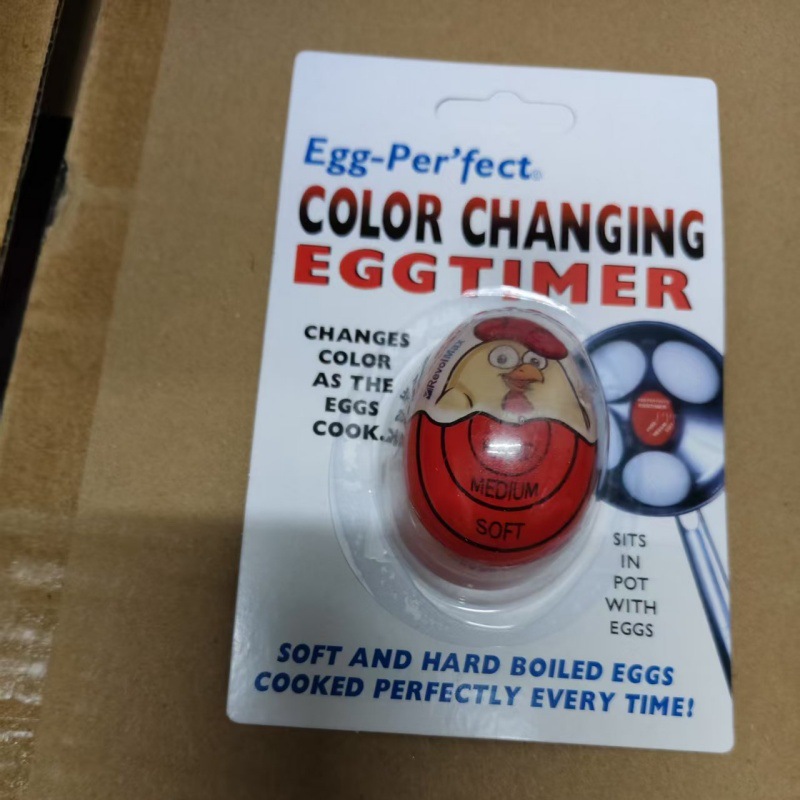 Egg-Per'fect®
COLOR CHANGING
EGGTIMER
CHANGES
COLOR
AS THE
EGGS
COOK..
RevolMax
MEDIUM
SOFT
SITS
IN
POT
WITH
EGGS
SOFT AND HARD BOILED EGGS
COOKED PERFECTLY EVERY TIME!